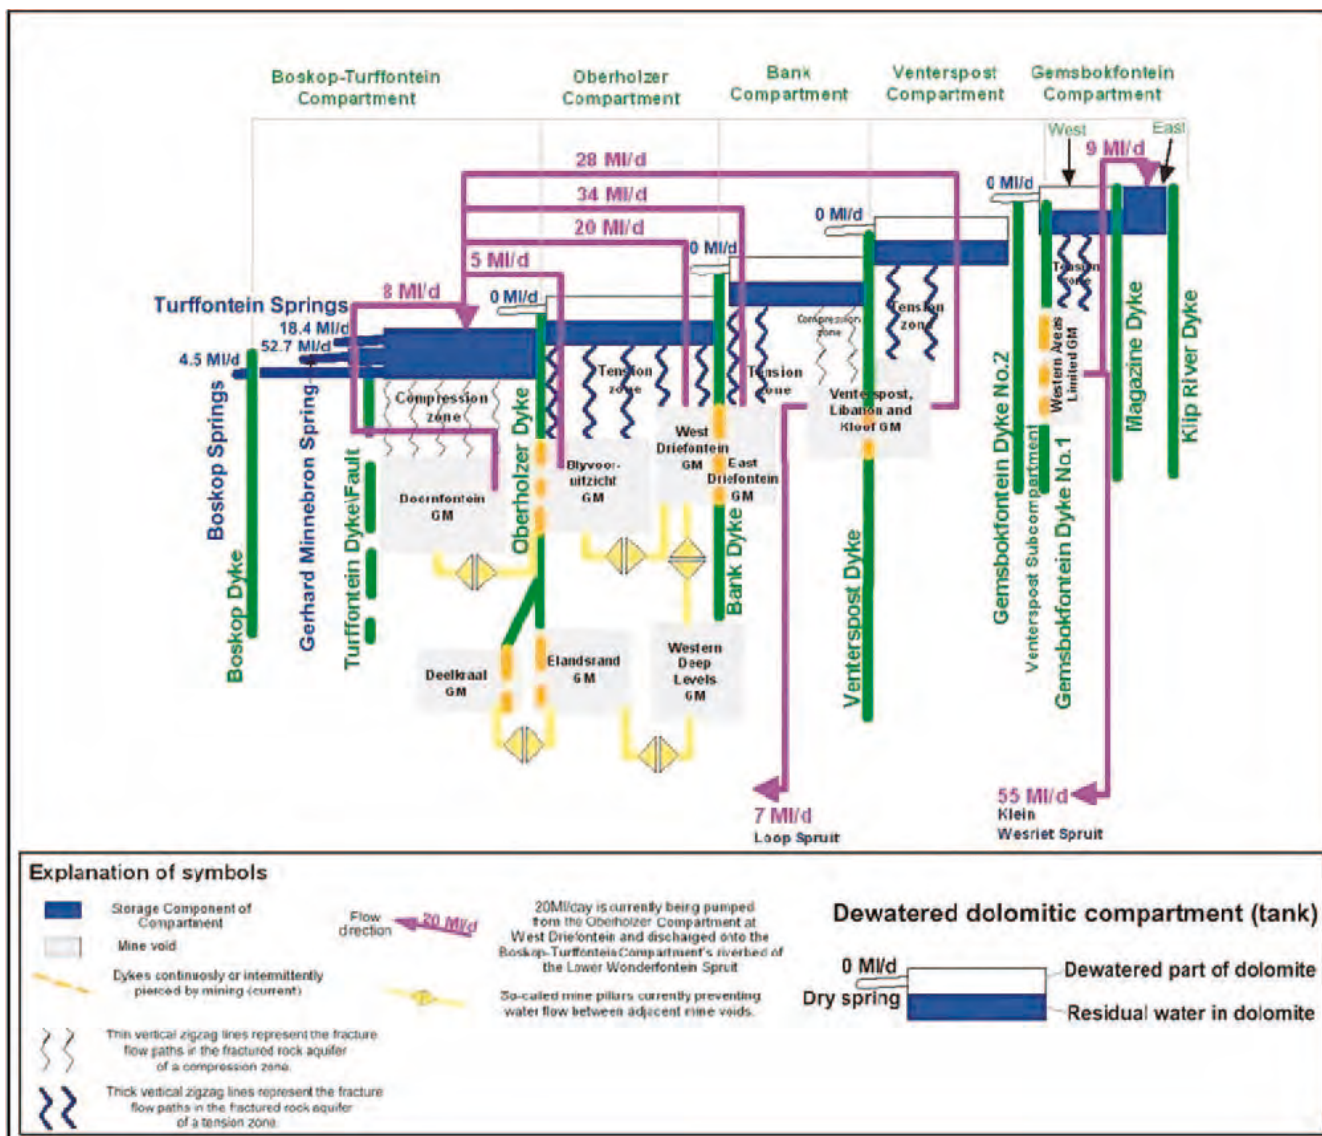 Boskop-Turffontein
Compartment
Oberholzer
Compartment
Bank
Compartment
Venterspost
Compartment
Gemsbokfontein
Compartment
West
East
9 Ml/d
28 Ml/d
34 Ml/d
20 Ml/d
5 Ml/d
8 Ml/d
0 Ml/d
0 Ml/d
0 Ml/d
0 Ml/d
0 Ml/d
Turffontein Springs
18.4 Ml/d
52.7 Ml/d
4.5 Ml/d
Compression
zone
Tension
zone
Tension
zone
Compression
zone
Tension
zone
Tension
zone
Boskop Springs
Boskop Dyke
Gerhard Minnebron Spring
Turffontein Dyke\Fault
Oberholzer Dyke
Bank Dyke
Venterspost Dyke
Gemsbokfontein Dyke No.2
Venterspost Subcompartment
Gemsbokfontein Dyke No.1
Western Areas
Limited GM
Magazine Dyke
Klip River Dyke
Doornfontein
GM
Blyvoor-
uitzicht
GM
West
Driefontein
GM
East
Driefontein
GM
Venterspost,
Libanon and
Kloof GM
Deelkraal
GM
Elandsrand
GM
Western
Deep
Levels
GM
7 Ml/d
Loop Spruit
55 Ml/d
Klein
Wesriet Spruit
Explanation of symbols
Storage Component of
Compartment
Mine void
Dykes continuosly or intermittently
pierced by mining (current)
Thin vertical zigzag lines represent the fracture
flow paths in the fractured rock aquifer
of a compression zone.
Thick vertical zigzag lines represent the fracture
flow paths in the fractured rock aquifer
of a tension zone.
Flow
direction
20 Ml/d
20Ml/day is currently being pumped
from the Oberholzer Compartment at
West Driefontein and discharged onto the
Boskop-Turffontein Compartment's riverbed of
the Lower Wonderfontein Spruit
So-called mine pillars currently preventing
water flow between adjacent mine voids.
Dewatered dolomitic compartment (tank)
0 Ml/d
Dry spring
Dewatered part of dolomite
Residual water in dolomite